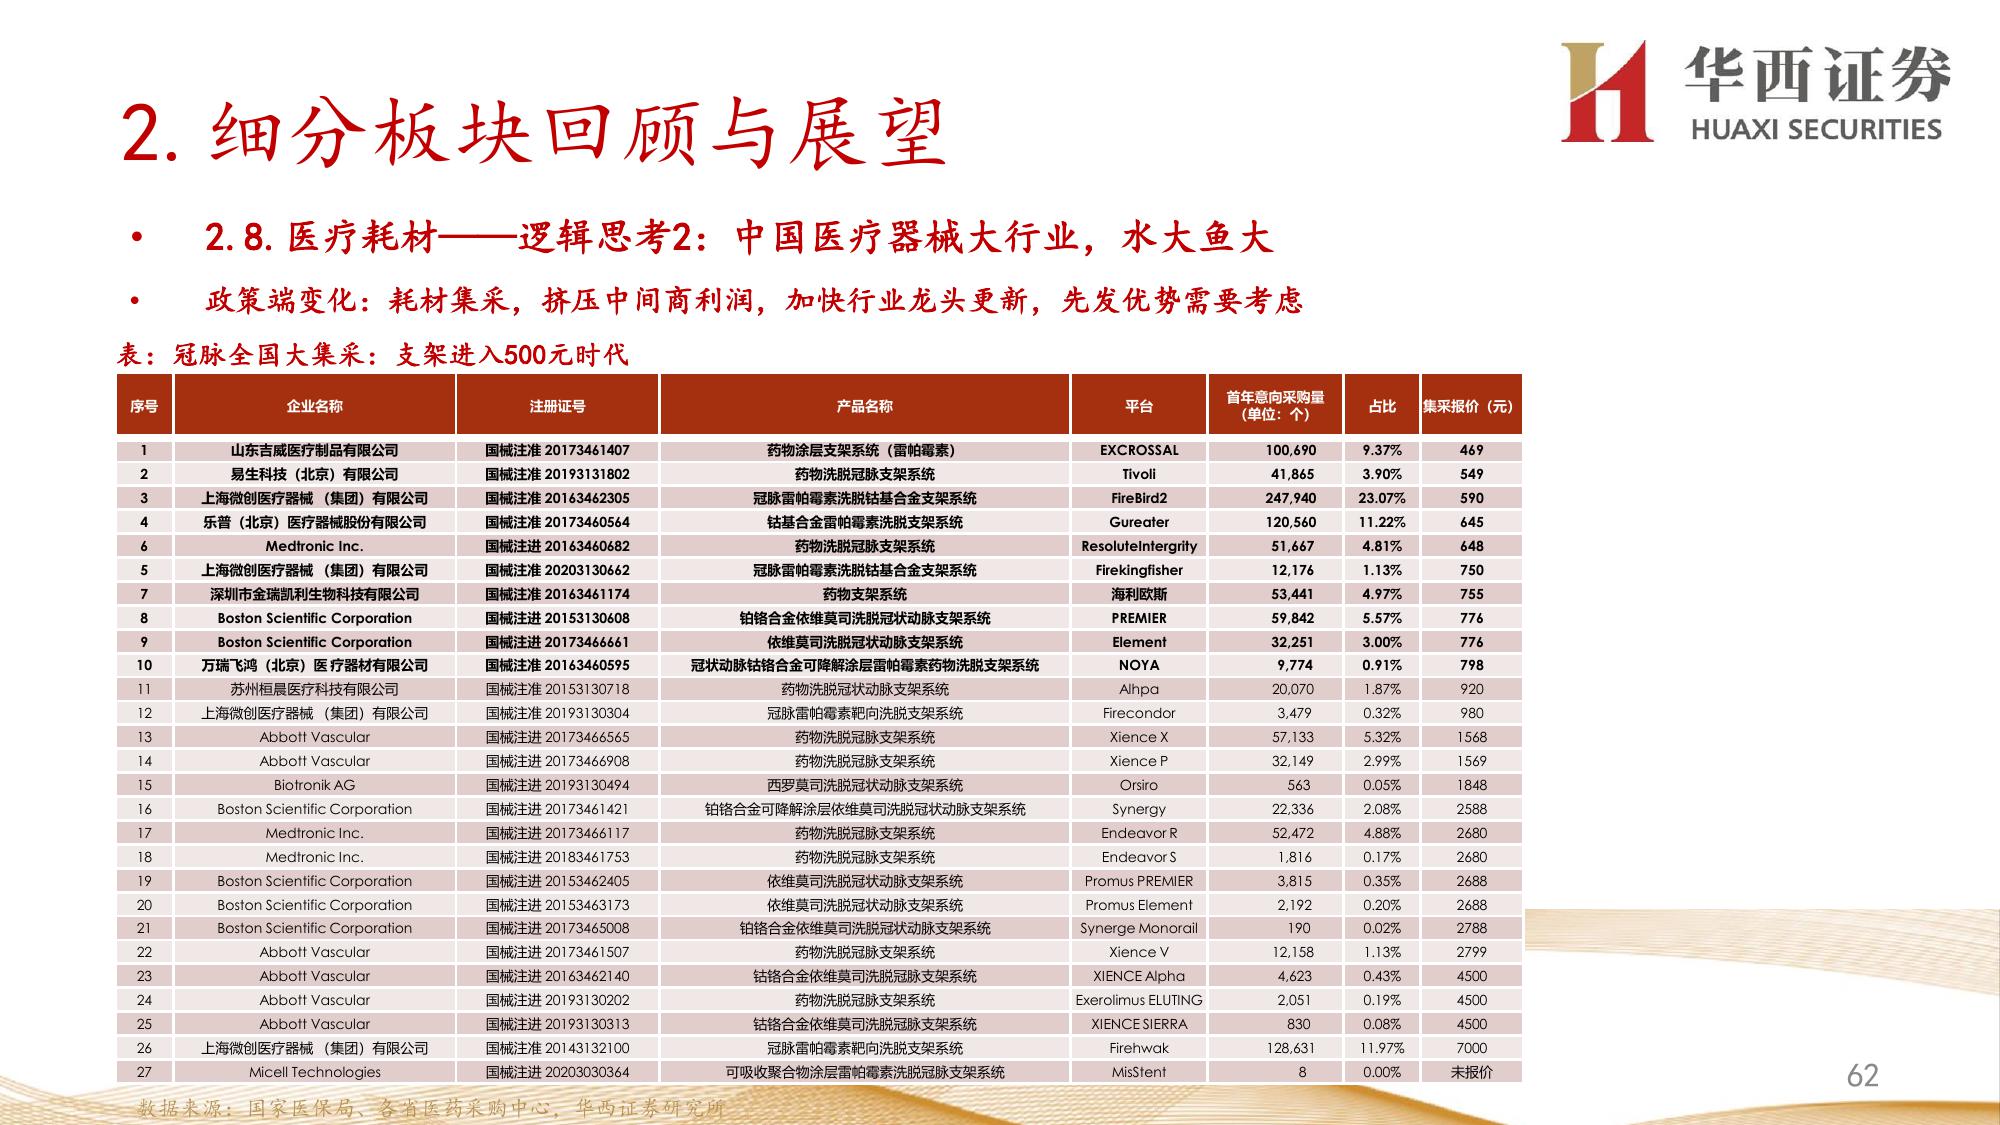 华西证券
HUAXI SECURITIES
2. 细分板块回顾与展望
• 2.8. 医疗耗材——逻辑思考2：中国医疗器械大行业，水大鱼大
• 政策端变化：耗材集采，挤压中间商利润，加快行业龙头更新，先发优势需要考虑
表：冠脉全国大集采：支架进入500元时代
序号 企业名称 注册证号 产品名称 平台 首年意向采购量（单位：个） 占比 集采报价（元）
1 山东吉威医疗制品有限公司 国械注准 20173461407 药物涂层支架系统（雷帕霉素） EXCROSSAL 100,690 9.37% 469
2 易生科技（北京）有限公司 国械注准 20193131802 药物洗脱冠脉支架系统 Tivoli 41,865 3.90% 549
3 上海微创医疗器械 （集团）有限公司 国械注准 20163462305 冠脉雷帕霉素洗脱钴基合金支架系统 FireBird2 247,940 23.07% 590
4 乐普（北京）医疗器械股份有限公司 国械注准 20173460564 钴基合金雷帕霉素洗脱支架系统 Gureater 120,560 11.22% 645
6 Medtronic Inc. 国械注进 20163460682 药物洗脱冠脉支架系统 ResoluteIntergrity 51,667 4.81% 648
5 上海微创医疗器械 （集团）有限公司 国械注准 20203130662 冠脉雷帕霉素洗脱钴基合金支架系统 Firekingfisher 12,176 1.13% 750
7 深圳市金瑞凯利生物科技有限公司 国械注准 20163461174 药物支架系统 海利欧斯 53,441 4.97% 755
8 Boston Scientific Corporation 国械注进 20153130608 铂铬合金依维莫司洗脱冠状动脉支架系统 PREMIER 59,842 5.57% 776
9 Boston Scientific Corporation 国械注进 20173466661 依维莫司洗脱冠状动脉支架系统 Element 32,251 3.00% 776
10 万瑞飞鸿（北京）医 疗器材有限公司 国械注准 20163460595 冠状动脉钴铬合金可降解涂层雷帕霉素药物洗脱支架系统 NOYA 9,774 0.91% 798
11 苏州桓晨医疗科技有限公司 国械注准 20153130718 药物洗脱冠状动脉支架系统 Alhpa 20,070 1.87% 920
12 上海微创医疗器械 （集团）有限公司 国械注准 20193130304 冠脉雷帕霉素靶向洗脱支架系统 Firecondor 3,479 0.32% 980
13 Abbott Vascular 国械注进 20173466565 药物洗脱冠脉支架系统 Xience X 57,133 5.32% 1568
14 Abbott Vascular 国械注进 20173466908 药物洗脱冠脉支架系统 Xience P 32,149 2.99% 1569
15 Biotronik AG 国械注进 20193130494 西罗莫司洗脱冠状动脉支架系统 Orsiro 563 0.05% 1848
16 Boston Scientific Corporation 国械注进 20173461421 铂铬合金可降解涂层依维莫司洗脱冠状动脉支架系统 Synergy 22,336 2.08% 2588
17 Medtronic Inc. 国械注进 20173466117 药物洗脱冠脉支架系统 Endeavor R 52,472 4.88% 2680
18 Medtronic Inc. 国械注进 20183461753 药物洗脱冠脉支架系统 Endeavor S 1,816 0.17% 2680
19 Boston Scientific Corporation 国械注进 20153462405 依维莫司洗脱冠状动脉支架系统 Promus PREMIER 3,815 0.35% 2688
20 Boston Scientific Corporation 国械注进 20153463173 依维莫司洗脱冠状动脉支架系统 Promus Element 2,192 0.20% 2688
21 Boston Scientific Corporation 国械注进 20173465008 铂铬合金依维莫司洗脱冠状动脉支架系统 Synerge Monorail 190 0.02% 2788
22 Abbott Vascular 国械注进 20173461507 药物洗脱冠脉支架系统 Xience V 12,158 1.13% 2799
23 Abbott Vascular 国械注进 20163462140 钴铬合金依维莫司洗脱冠脉支架系统 XIENCE Alpha 4,623 0.43% 4500
24 Abbott Vascular 国械注进 20193130202 药物洗脱冠脉支架系统 Exerolimus ELUTING 2,051 0.19% 4500
25 Abbott Vascular 国械注进 20193130313 钴铬合金依维莫司洗脱冠脉支架系统 XIENCE SIERRA 830 0.08% 4500
26 上海微创医疗器械 （集团）有限公司 国械注准 20143132100 冠脉雷帕霉素靶向洗脱支架系统 Firehwak 128,631 11.97% 7000
27 Micell Technologies 国械注进 20203030364 可吸收聚合物涂层雷帕霉素洗脱冠脉支架系统 MisStent 8 0.00% 未报价
数据来源：国家医保局、各省医药采购中心，华西证券研究所
62